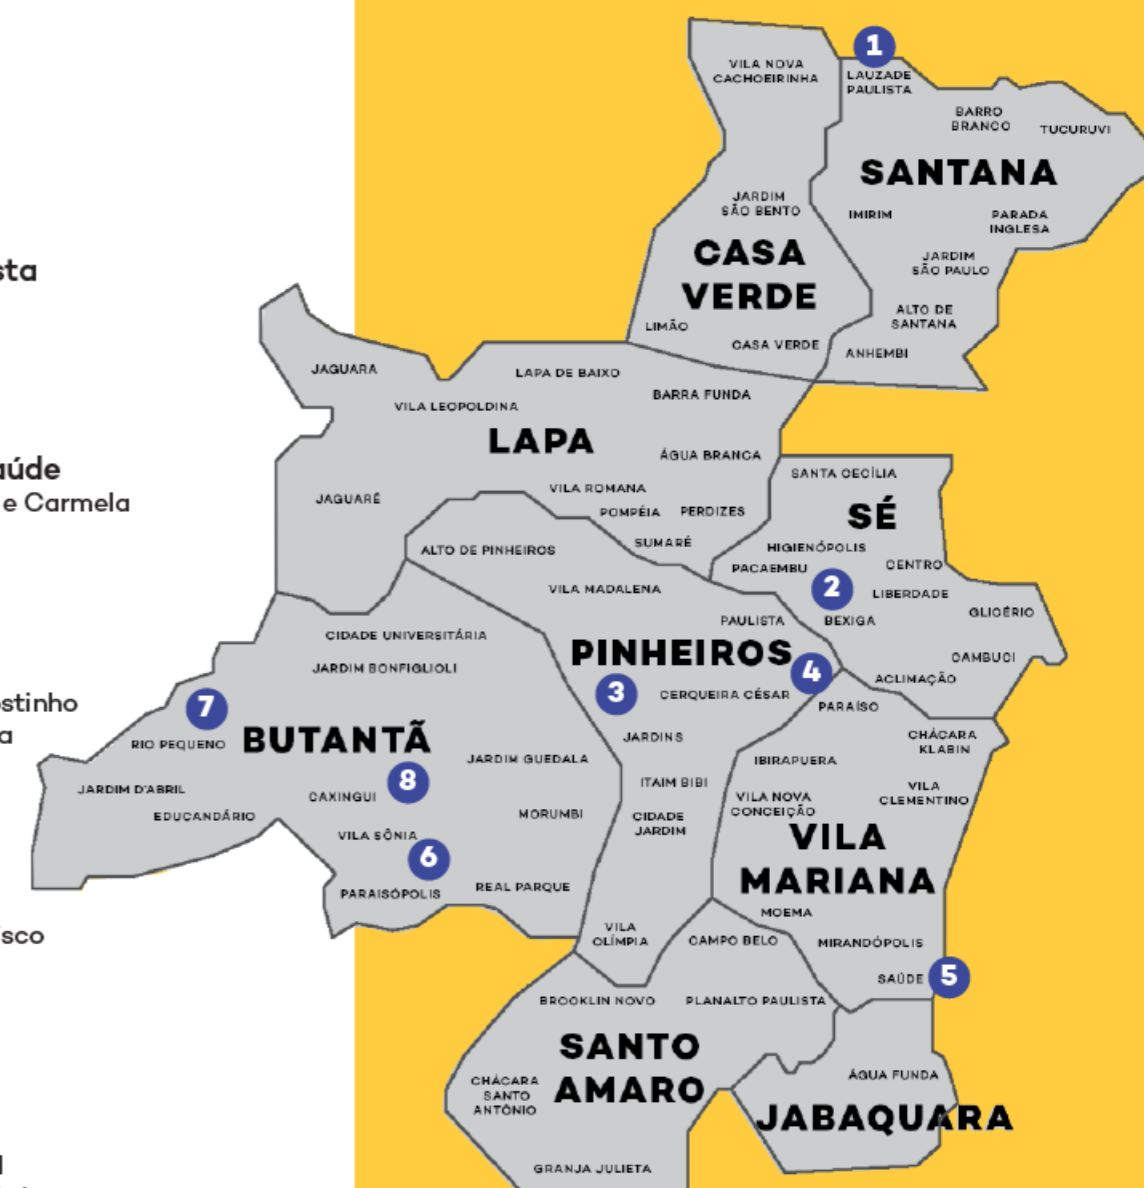 sta
aúde
e Carmela
ostinho
a
sco
1
VILA NOVA
CACHOEIRINHA
LAUZADE
PAULISTA
BARRO
BRANCO
TUCURUVI
SANTANA
JARDIM
SÃO BENTO
IMIRIM
PARADA
INGLESA
CASA
VERDE
JARDIM
SÃO PAULO
LIMÃO
ALTO DE
SANTANA
CASA VERDE
ANHEMBI
JAGUARA
LAPA DE BAIXO
BARRA FUNDA
VILA LEOPOLDINA
LAPA
ÁGUA BRANCA
SANTA CECÍLIA
JAGUARÉ
VILA ROMANA
POMPÉIA
PERDIZES
SÉ
SUMARÉ
ALTO DE PINHEIROS
HIGIENÓPOLIS
PACAEMBU
CENTRO
2
LIBERDADE
VILA MADALENA
GLICÉRIO
PAULISTA
BEXIGA
CIDADE UNIVERSITÁRIA
PINHEIROS
CAMBUCI
JARDIM BONFIGLIOLI
4
ACLIMAÇÃO
3
CERQUEIRA CÉSAR
7
PARAÍSO
RIO PEQUENO
BUTANTÃ
JARDINS
CHÁCARA
KLABIN
JARDIM GUEDALA
IBIRAPUERA
8
ITAIM BIBI
JARDIM D'ABRIL
CAXINGUI
VILA NOVA
CONCEIÇÃO
VILA
CLEMENTINO
EDUCANDÁRIO
MORUMBI
CIDADE
JARDIM
VILA SÔNIA
VILA
MARIANA
6
PARAISÓPOLIS
REAL PARQUE
MOEMA
VILA
OLÍMPIA
CAMPO BELO
MIRANDÓPOLIS
SAÚDE
5
BROOKLIN NOVO
PLANALTO PAULISTA
SANTO
AMARO
CHÁCARA
SANTO
ANTÔNIO
ÁGUA FUNDA
JABAQUARA
GRANJA JULIETA